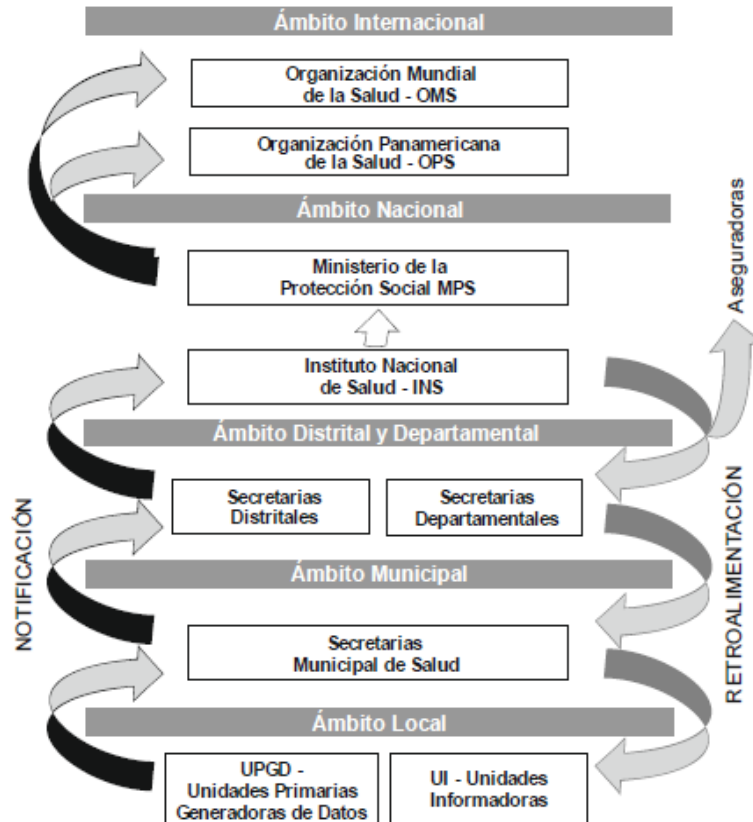 Ámbito Internacional
Organización Mundial
de la Salud - OMS
Organización Panamericana
de la Salud - OPS
Ámbito Nacional
Ministerio de la
Protección Social MPS
Instituto Nacional
de Salud - INS
Aseguradoras
Ámbito Distrital y Departamental
Secretarias
Distritales
Secretarias
Departamentales
Ámbito Municipal
Secretarias
Municipal de Salud
Ámbito Local
UPGD -
Unidades Primarias
Generadoras de Datos
UI - Unidades
Informadoras
NOTIFICACIÓN
RETROALIMENTACIÓN